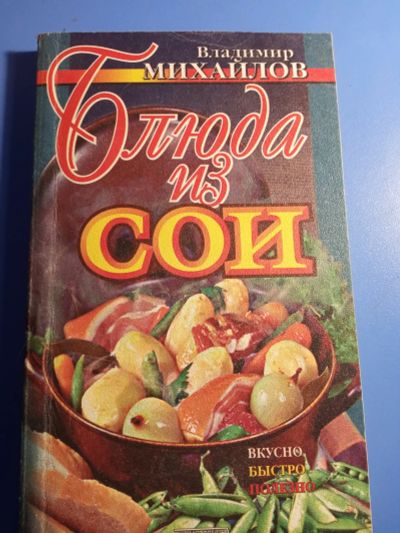 Владимир
МИХАЙЛОВ
Блюда
из
СОИ
ВКУСНО,
БЫСТРО,
ПОЛЕЗНО